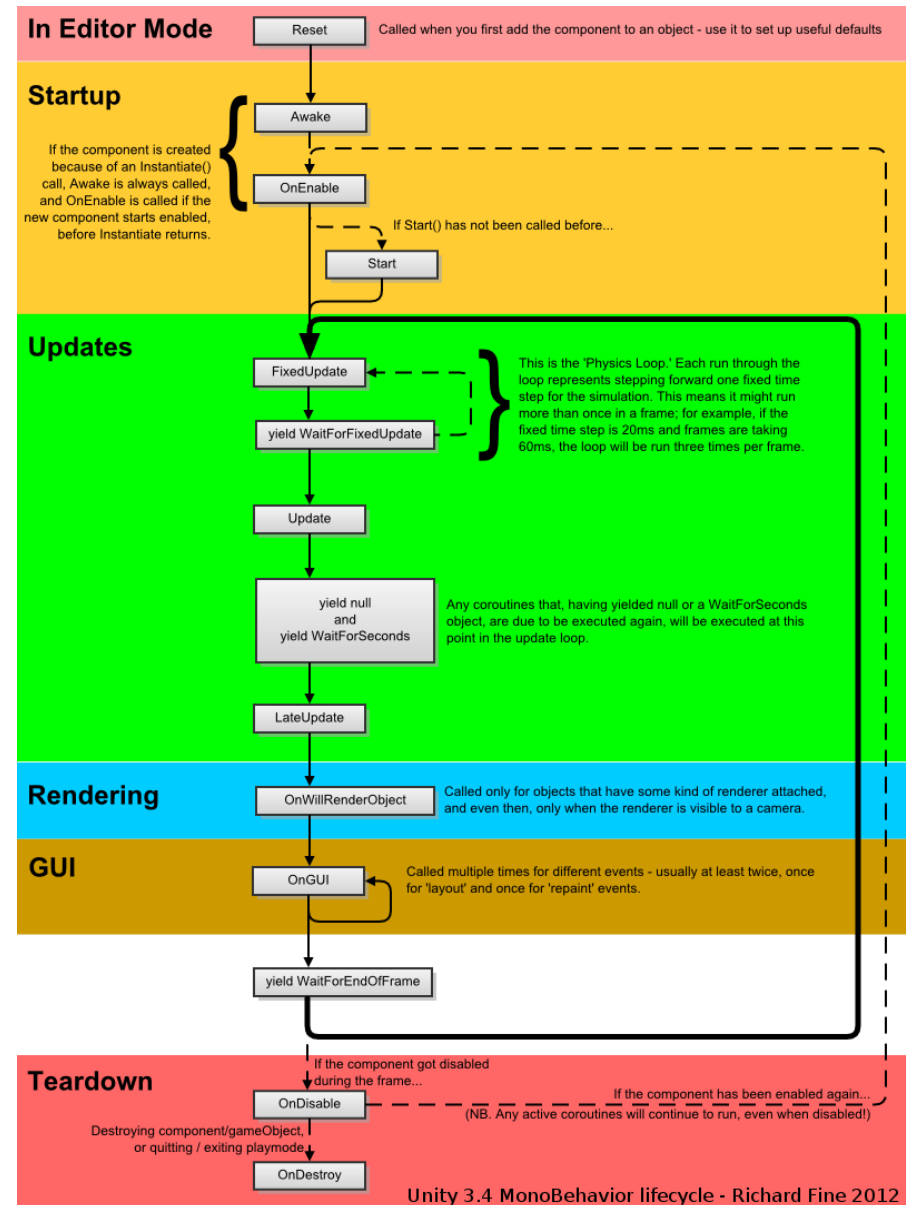 In Editor Mode
Reset
Called when you first add the component to an object - use it to set up useful defaults
Startup
Awake
If the component is created
because of an Instantiate()
call, Awake is always called,
and OnEnable is called if the
new component starts enabled,
before Instantiate returns.
OnEnable
If Start() has not been called before...
Start
Updates
FixedUpdate
This is the 'Physics Loop.' Each run through the
loop represents stepping forward one fixed time
step for the simulation. This means it might run
more than once in a frame; for example, if the
fixed time step is 20ms and frames are taking
60ms, the loop will be run three times per frame.
yield WaitForFixedUpdate
Update
yield null
and
yield WaitForSeconds
Any coroutines that, having yielded null or a WaitForSeconds
object, are due to be executed again, will be executed at this
point in the update loop.
LateUpdate
Rendering
OnWillRenderObject
Called only for objects that have some kind of renderer attached,
and even then, only when the renderer is visible to a camera.
GUI
OnGUI
Called multiple times for different events - usually at least twice, once
for 'layout' and once for 'repaint' events.
yield WaitForEndOfFrame
Teardown
If the component got disabled
during the frame...
OnDisable
If the component has been enabled again...
(NB. Any active coroutines will continue to run, even when disabled!)
Destroying component/gameObject,
or quitting / exiting playmode
OnDestroy
Unity 3.4 MonoBehavior lifecycle - Richard Fine 2012